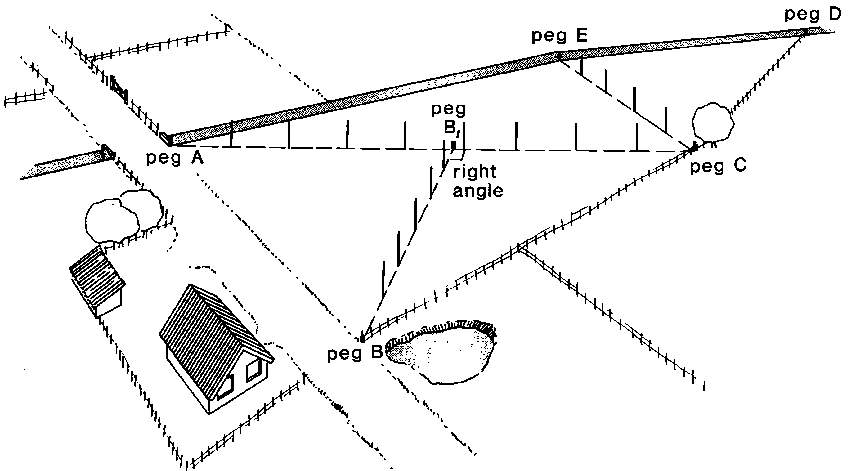 peg D
peg E
peg
B₁
peg A
right
angle
peg C
peg B